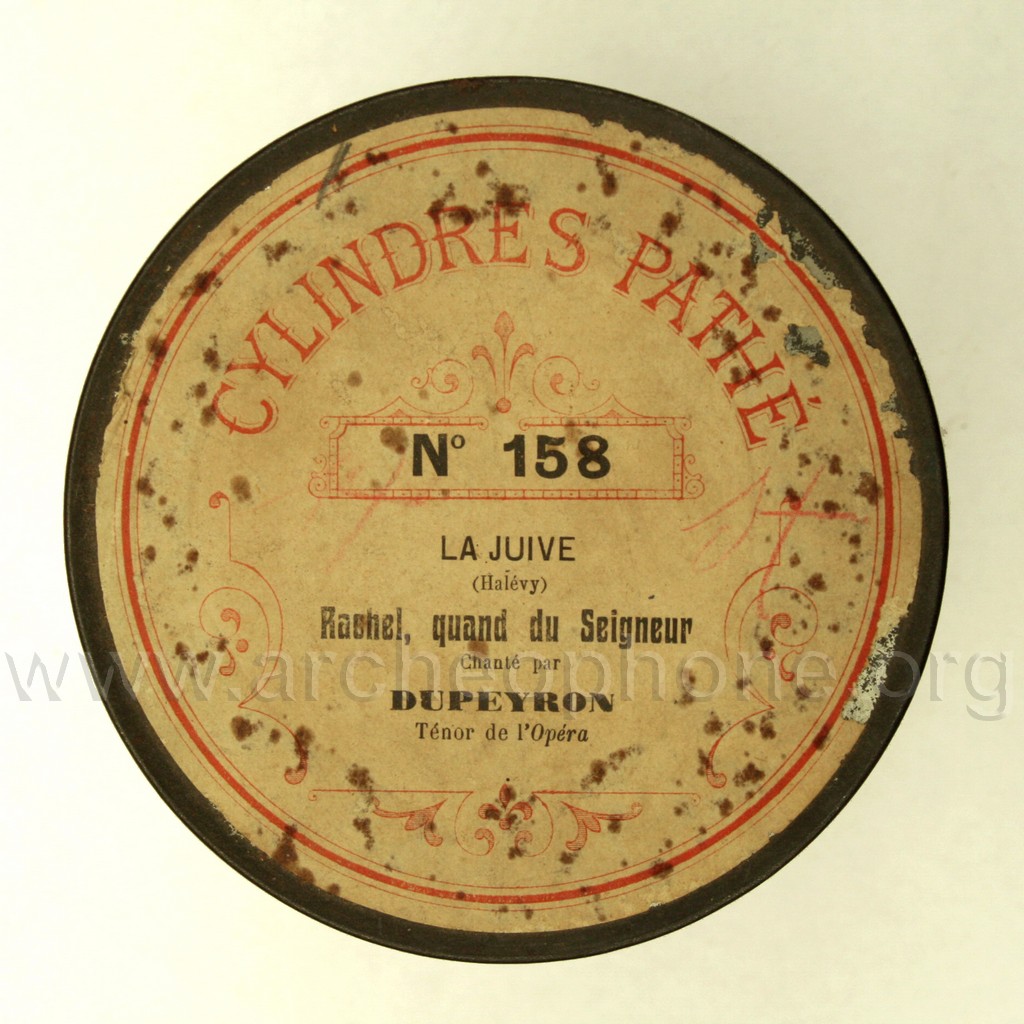 CYLINDRES PATHÉ
Nº 158
LA JUIVE
(Halévy)
Rachel, quand du Seigneur
Chanté par
www.archeophone.org
DUPEYRON
Ténor de l'Opéra